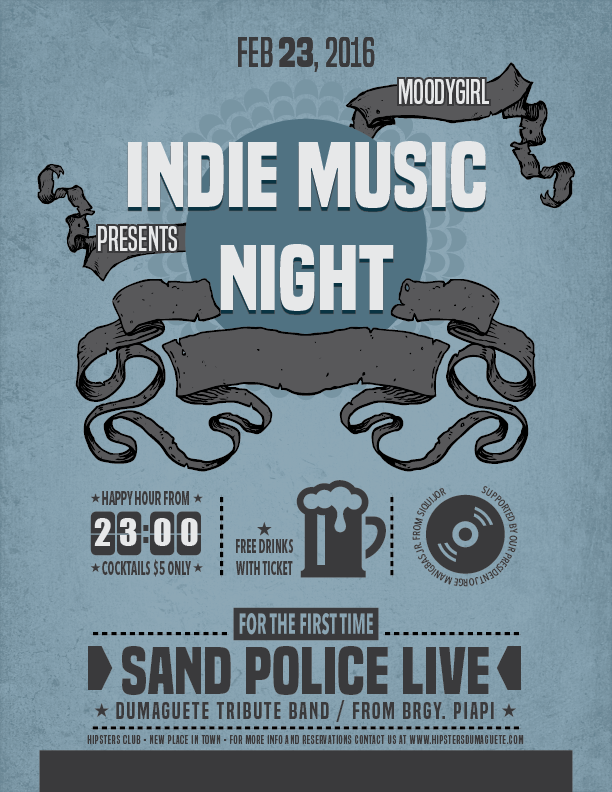 FEB 23, 2016
MOODYGIRL
INDIE MUSIC
PRESENTS
NIGHT
★ HAPPY HOUR FROM ★
23:00
★ COCKTAILS $5 ONLY ★
★
FREE DRINKS
WITH TICKET
SUPPORTED BY OUR PRESIDENT JORGE MANIGRAS JR. FROM SIQUIJOR
FOR THE FIRST TIME
SAND POLICE LIVE
★ DUMAGUETE TRIBUTE BAND / FROM BRGY. PIAPI ★
HIPSTERS CLUB - NEW PLACE IN TOWN - FOR MORE INFO AND RESERVATIONS CONTACT US AT WWW.HIPSTERSDUMAGUETE.COM